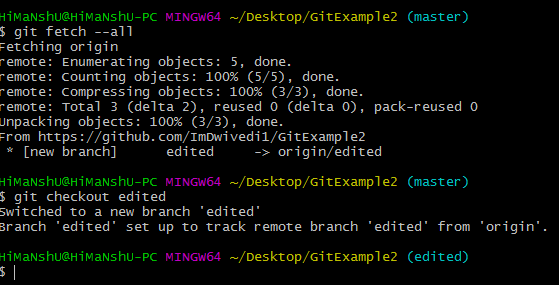 HiMaNshU@HiMaNshU-PC MINGW64 ~/Desktop/GitExample2 (master)
$ git fetch --all
Fetching origin
remote: Enumerating objects: 5, done.
remote: Counting objects: 100% (5/5), done.
remote: Compressing objects: 100% (3/3), done.
remote: Total 3 (delta 2), reused 0 (delta 0), pack-reused 0
Unpacking objects: 100% (3/3), done.
From https://github.com/ImDwivedi1/GitExample2
 * [new branch]      edited     -> origin/edited
HiMaNshU@HiMaNshU-PC MINGW64 ~/Desktop/GitExample2 (master)
$ git checkout edited
Switched to a new branch 'edited'
Branch 'edited' set up to track remote branch 'edited' from 'origin'.
HiMaNshU@HiMaNshU-PC MINGW64 ~/Desktop/GitExample2 (edited)
$